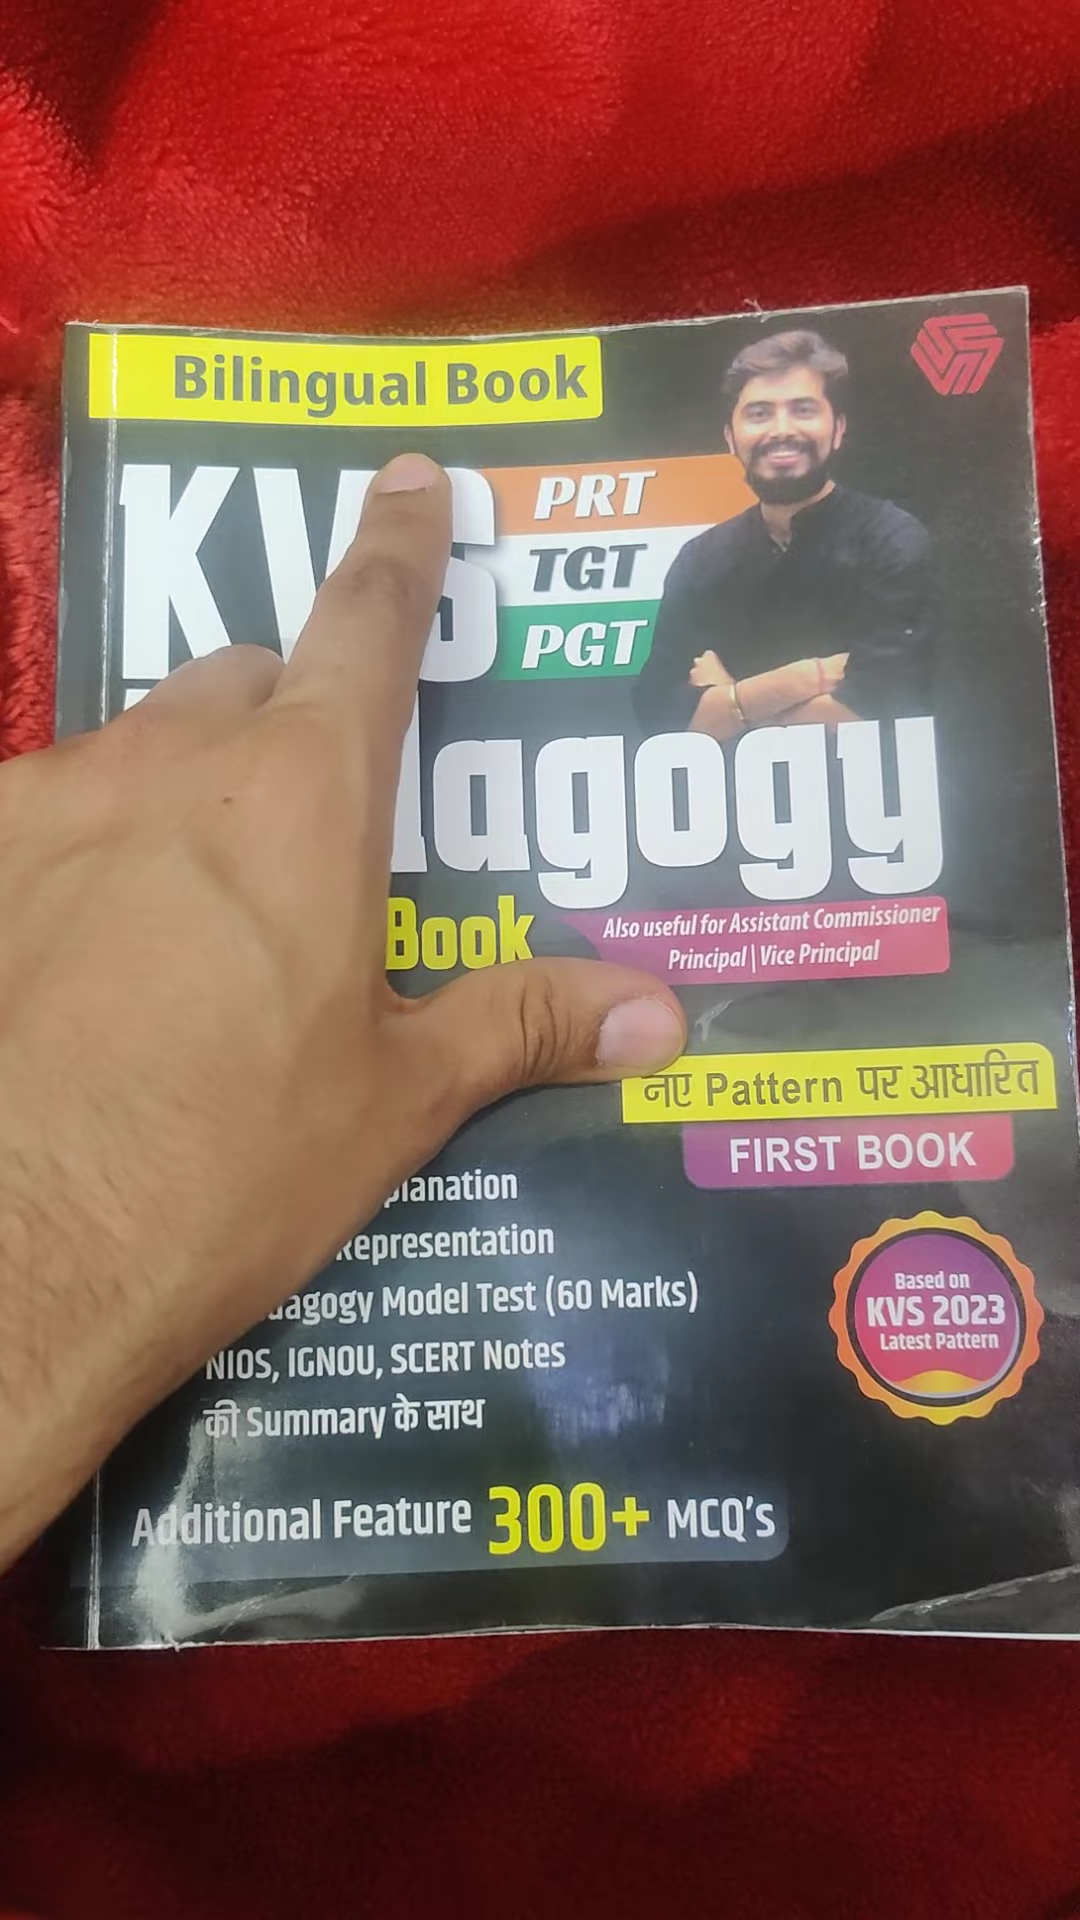 Bilingual Book
KVS
PRT
TGT
PGT
agogy
Book
Also useful for Assistant Commissioner
Principal | Vice Principal
नए Pattern पर आधारित
FIRST BOOK
planation
Representation
dagogy Model Test (60 Marks)
NIOS, IGNOU, SCERT Notes
की Summary के साथ
Based on
KVS 2023
Latest Pattern
Additional Feature 300+ MCQ's